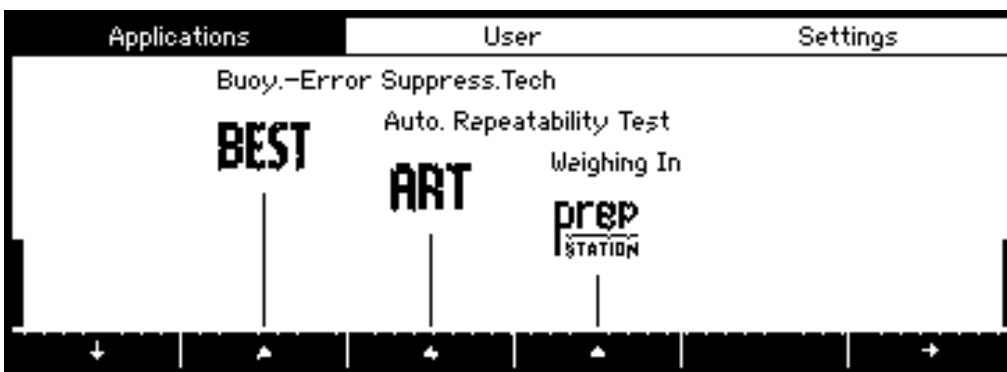 Applications User Settings
Buoy.-Error Suppress.Tech
Auto. Repeatability Test
BEST
Weighing In
ART
prep
STATION